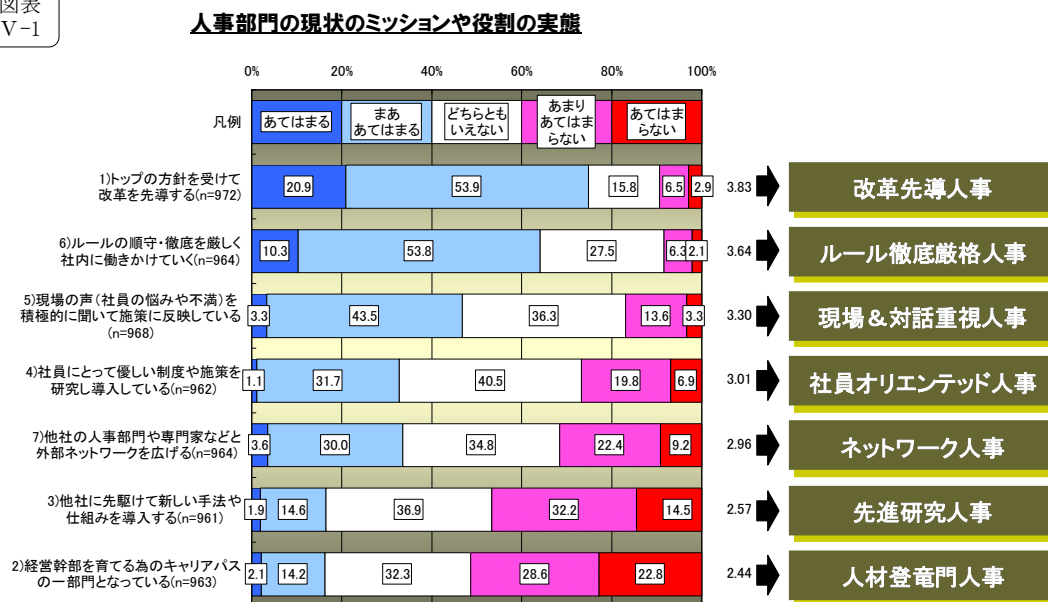 図表
Ⅴ-1
人事部門の現状のミッションや役割の実態
0% 20% 40% 60% 80% 100%
凡例
あてはまる
まあ
あてはまる
どちらとも
いえない
あまり
あてはま
らない
あてはま
らない
1)トップの方針を受けて
改革を先導する(n=972)
20.9 53.9 15.8 6.5 2.9 3.83
改革先導人事
6)ルールの順守・徹底を厳しく
社内に働きかけていく(n=964)
10.3 53.8 27.5 6.3 2.1 3.64
ルール徹底厳格人事
5)現場の声(社員の悩みや不満)を
積極的に聞いて施策に反映している
(n=968)
3.3 43.5 36.3 13.6 3.3 3.30
現場&対話重視人事
4)社員にとって優しい制度や施策を
研究し導入している(n=962)
1.1 31.7 40.5 19.8 6.9 3.01
社員オリエンテッド人事
7)他社の人事部門や専門家などと
外部ネットワークを広げる(n=964)
3.6 30.0 34.8 22.4 9.2 2.96
ネットワーク人事
3)他社に先駆けて新しい手法や
仕組みを導入する(n=961)
1.9 14.6 36.9 32.2 14.5 2.57
先進研究人事
2)経営幹部を育てる為のキャリアパス
の一部門となっている(n=963)
2.1 14.2 32.3 28.6 22.8 2.44
人材登竜門人事